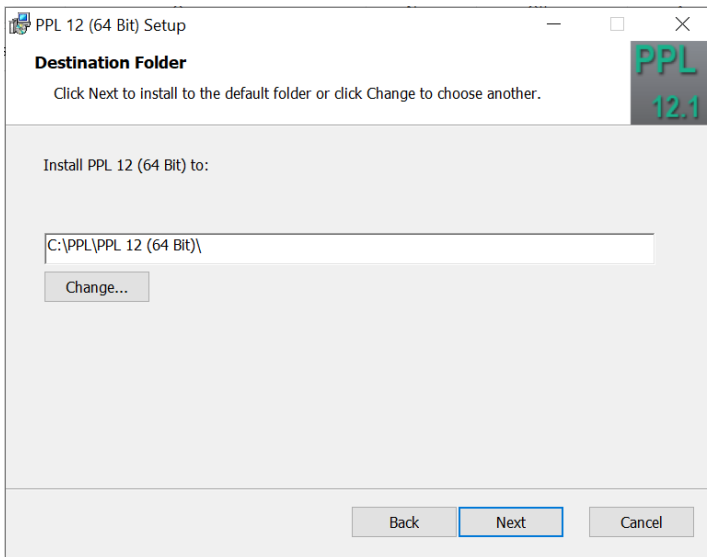 PPL 12 (64 Bit) Setup
Destination Folder
Click Next to install to the default folder or click Change to choose another.
PPL
12.1
Install PPL 12 (64 Bit) to:
C:\PPL\PPL 12 (64 Bit)\
Change...
Back
Next
Cancel